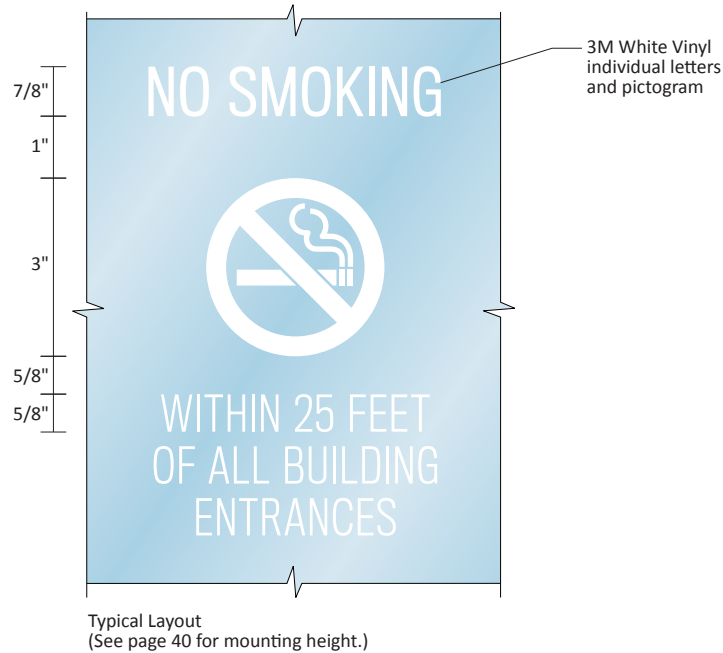 NO SMOKING
3M White Vinyl
individual letters
and pictogram
7/8"
1"
3"
5/8"
5/8"
WITHIN 25 FEET
OF ALL BUILDING
ENTRANCES
Typical Layout
(See page 40 for mounting height.)